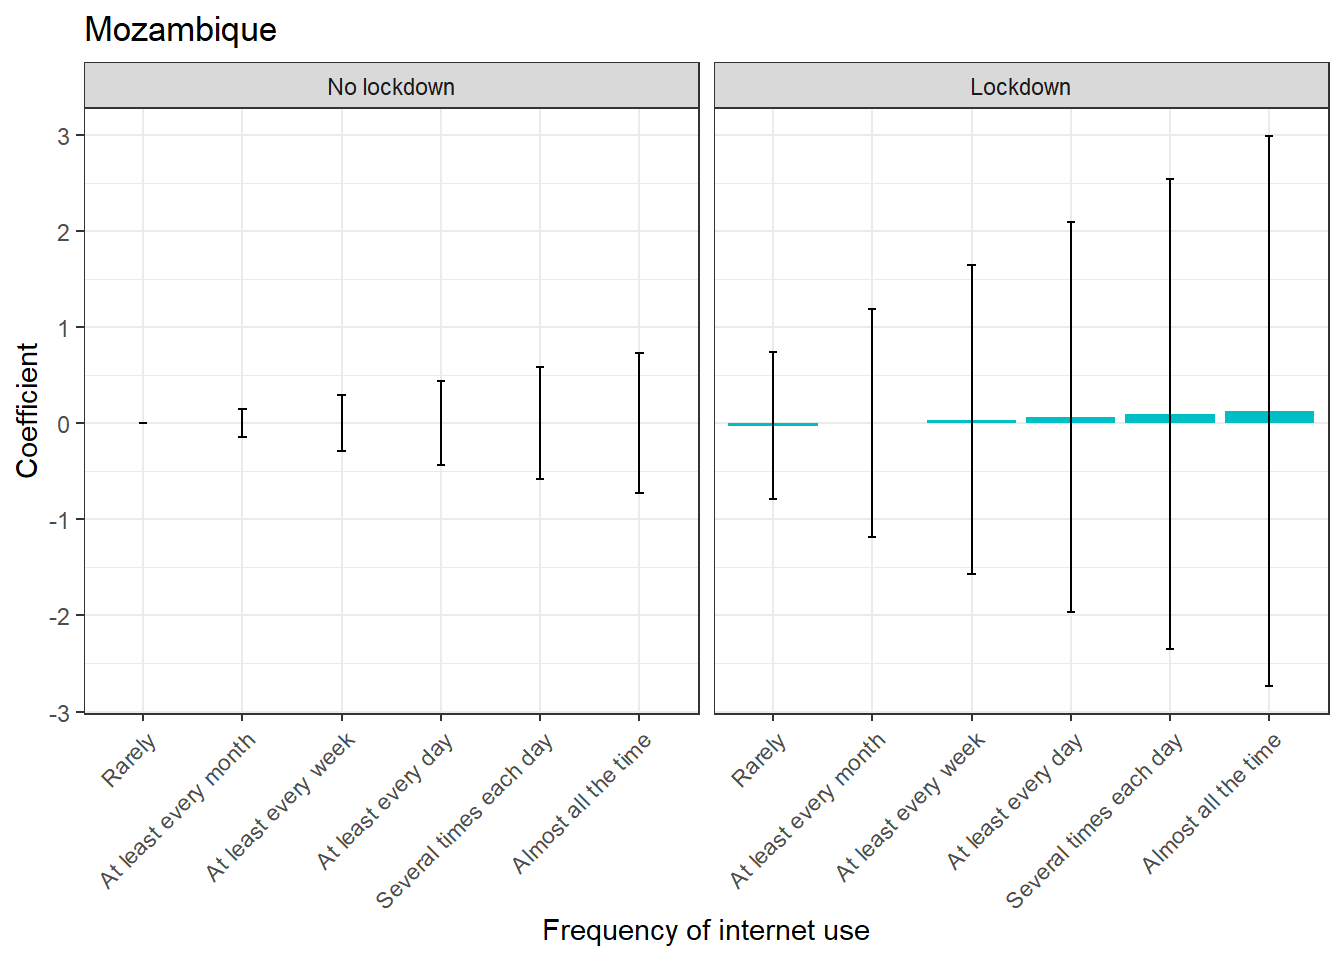 Mozambique
No lockdown
Lockdown
Coefficient
3
2
1
0
-1
-2
-3
Rarely
At least every month
At least every week
At least every day
Several times each day
Almost all the time
Rarely
At least every month
At least every week
At least every day
Several times each day
Almost all the time
Frequency of internet use